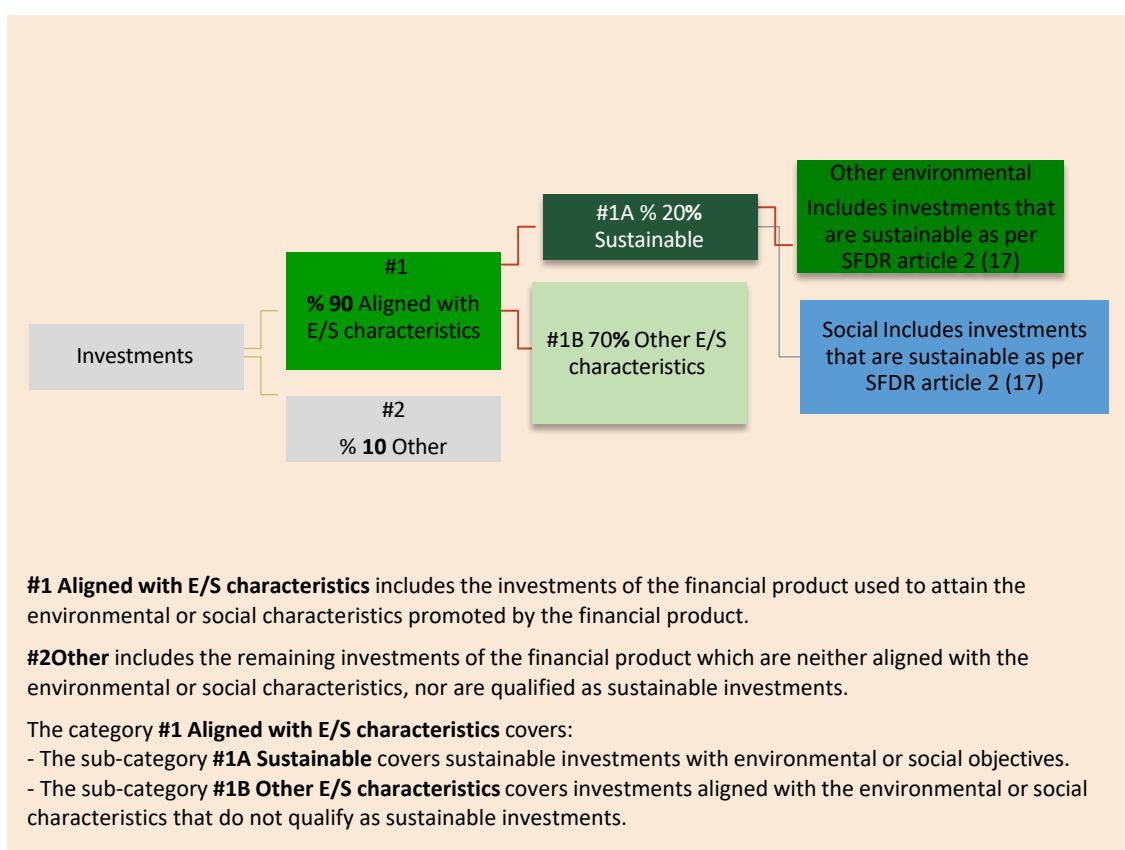 Investments
#1
% 90 Aligned with
E/S characteristics
#2
% 10 Other
#1A % 20%
Sustainable
#1B 70% Other E/S
characteristics
Other environmental
Includes investments that
are sustainable as per
SFDR article 2 (17)
Social Includes investments
that are sustainable as per
SFDR article 2 (17)
#1 Aligned with E/S characteristics includes the investments of the financial product used to attain the
environmental or social characteristics promoted by the financial product.
#2Other includes the remaining investments of the financial product which are neither aligned with the
environmental or social characteristics, nor are qualified as sustainable investments.
The category #1 Aligned with E/S characteristics covers:
- The sub-category #1A Sustainable covers sustainable investments with environmental or social objectives.
- The sub-category #1B Other E/S characteristics covers investments aligned with the environmental or social
characteristics that do not qualify as sustainable investments.